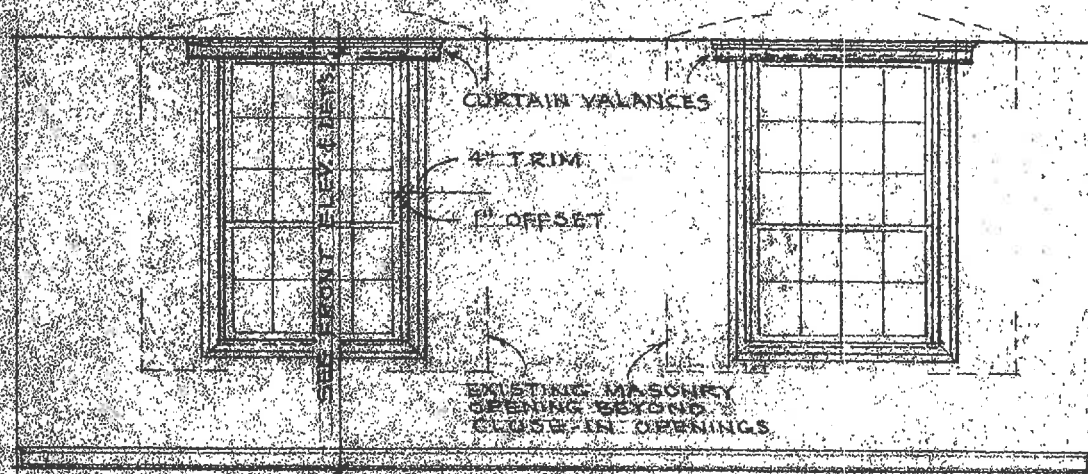 CURTAIN VALANCES
4" TRIM
1" OFFSET
SEE FRONT ELEV. & DETS.
EXISTING MASONRY
OPENING BEYOND
CLOSE-IN OPENINGS